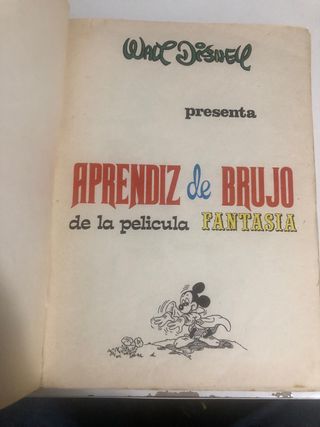 Walt Disney
presenta
APRENDIZ de BRUJO
de la pelicula FANTASIA